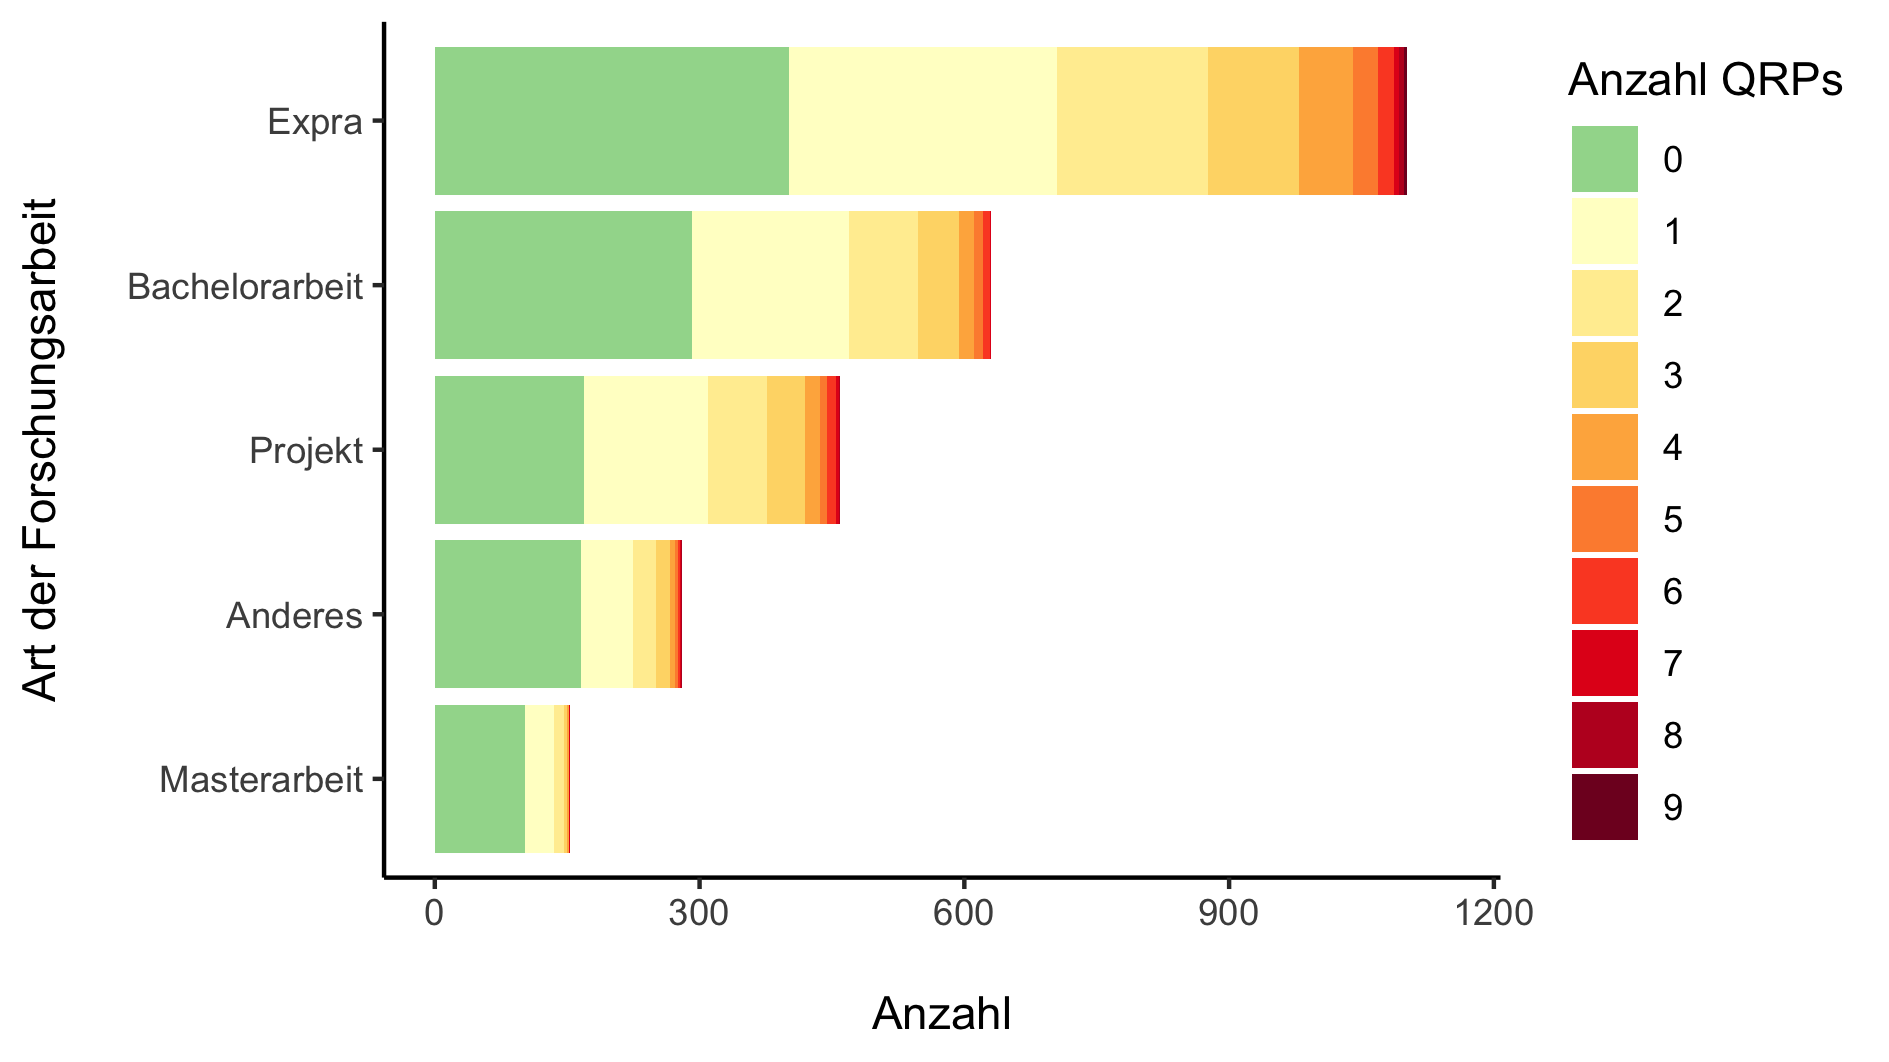 Art der Forschungsarbeit
Expra
Bachelorarbeit
Projekt
Anderes
Masterarbeit
0
300
600
900
1200
Anzahl
Anzahl QRPs
0
1
2
3
4
5
6
7
8
9